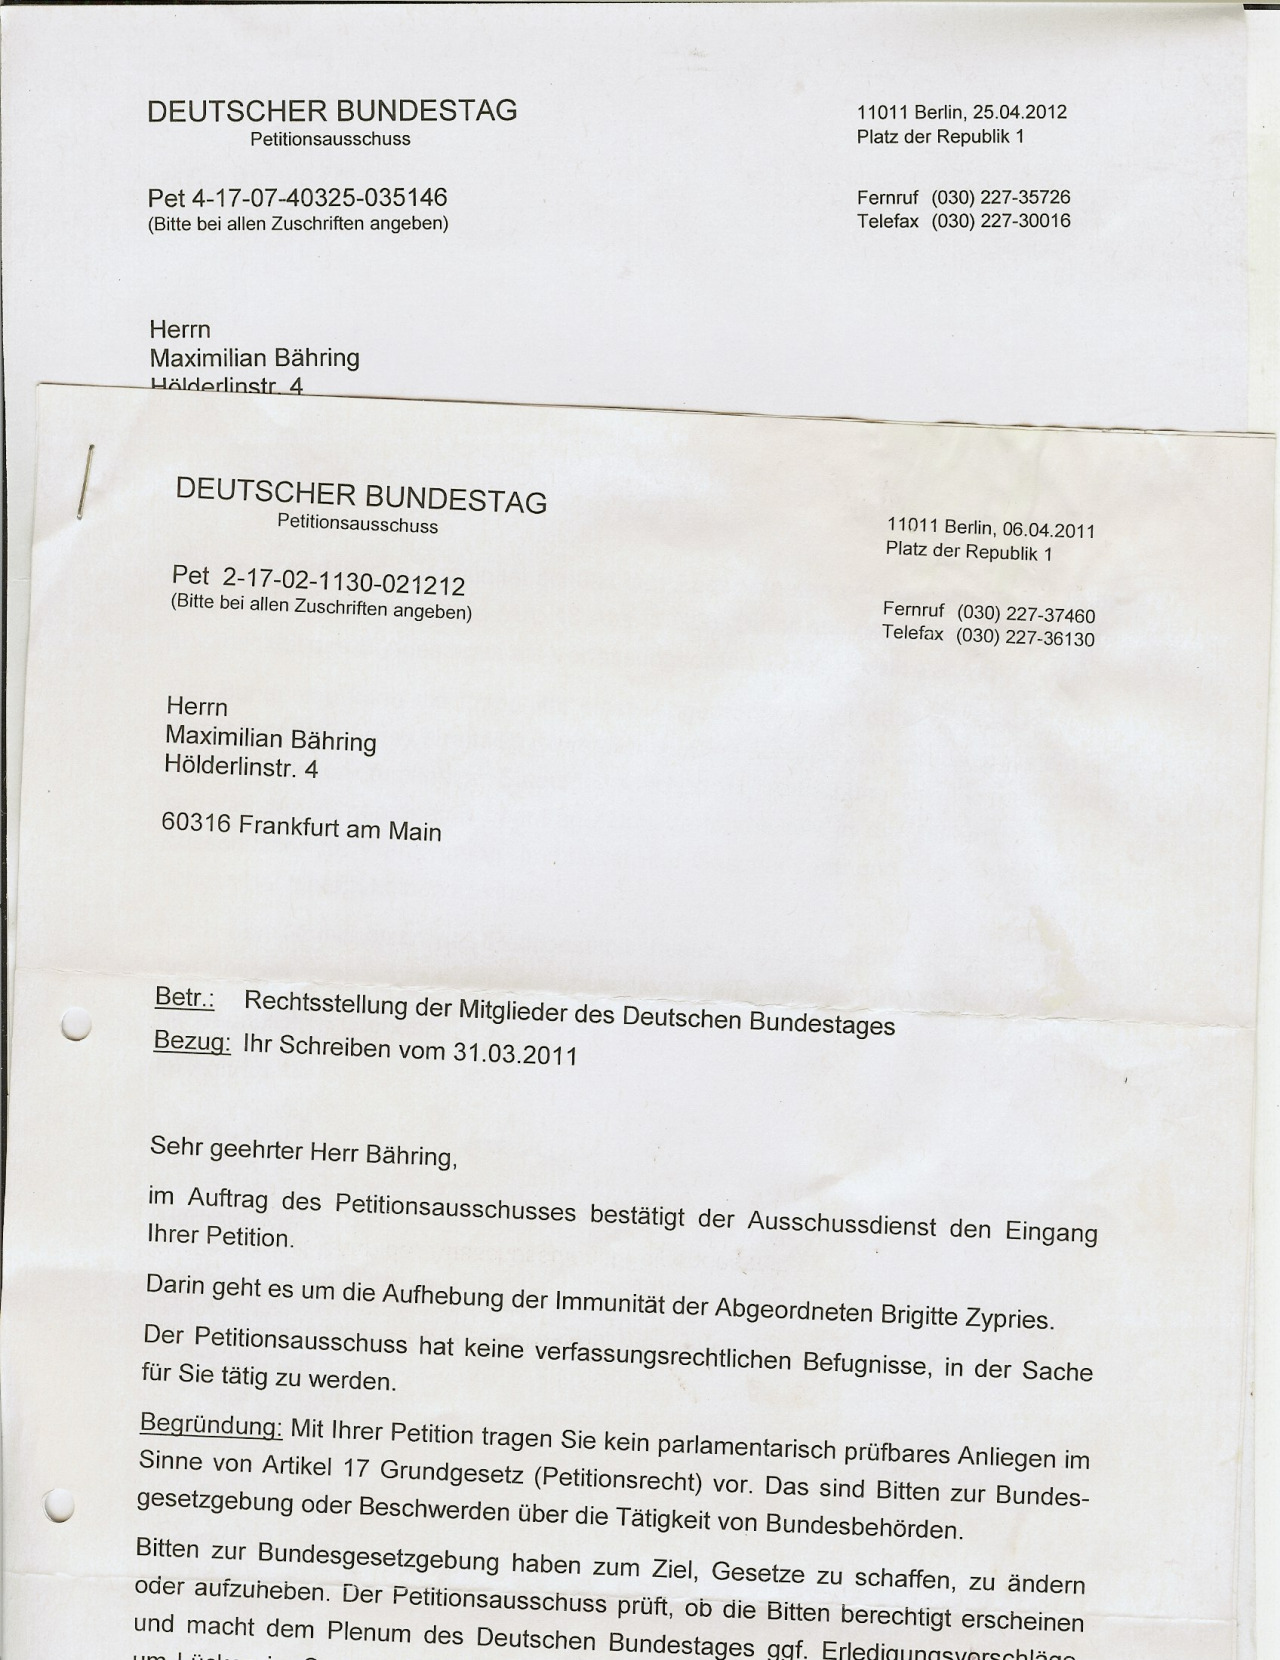 DEUTSCHER BUNDESTAG
Petitionsausschuss
11011 Berlin, 25.04.2012
Platz der Republik 1
Pet 4-17-07-40325-035146
(Bitte bei allen Zuschriften angeben)
Fernruf (030) 227-35726
Telefax (030) 227-30016
Herrn
Maximilian Bähring
Hölderlinstr. 4
DEUTSCHER BUNDESTAG
Petitionsausschuss
11011 Berlin, 06.04.2011
Platz der Republik 1
Pet 2-17-02-1130-021212
(Bitte bei allen Zuschriften angeben)
Fernruf (030) 227-37460
Telefax (030) 227-36130
Herrn
Maximilian Bähring
Hölderlinstr. 4
60316 Frankfurt am Main
Betr.: Rechtsstellung der Mitglieder des Deutschen Bundestages
Bezug: Ihr Schreiben vom 31.03.2011
Sehr geehrter Herr Bähring,
im Auftrag des Petitionsausschusses bestätigt der Ausschussdienst den Eingang
Ihrer Petition.
Darin geht es um die Aufhebung der Immunität der Abgeordneten Brigitte Zypries.
Der Petitionsausschuss hat keine verfassungsrechtlichen Befugnisse, in der Sache
für Sie tätig zu werden.
Begründung: Mit Ihrer Petition tragen Sie kein parlamentarisch prüfbares Anliegen im
Sinne von Artikel 17 Grundgesetz (Petitionsrecht) vor. Das sind Bitten zur Bundes-
gesetzgebung oder Beschwerden über die Tätigkeit von Bundesbehörden.
Bitten zur Bundesgesetzgebung haben zum Ziel, Gesetze zu schaffen, zu ändern
oder aufzuheben. Der Petitionsausschuss prüft, ob die Bitten berechtigt erscheinen
und macht dem Plenum des Deutschen Bundestages ggf. Erledigungsvorschläge,
um